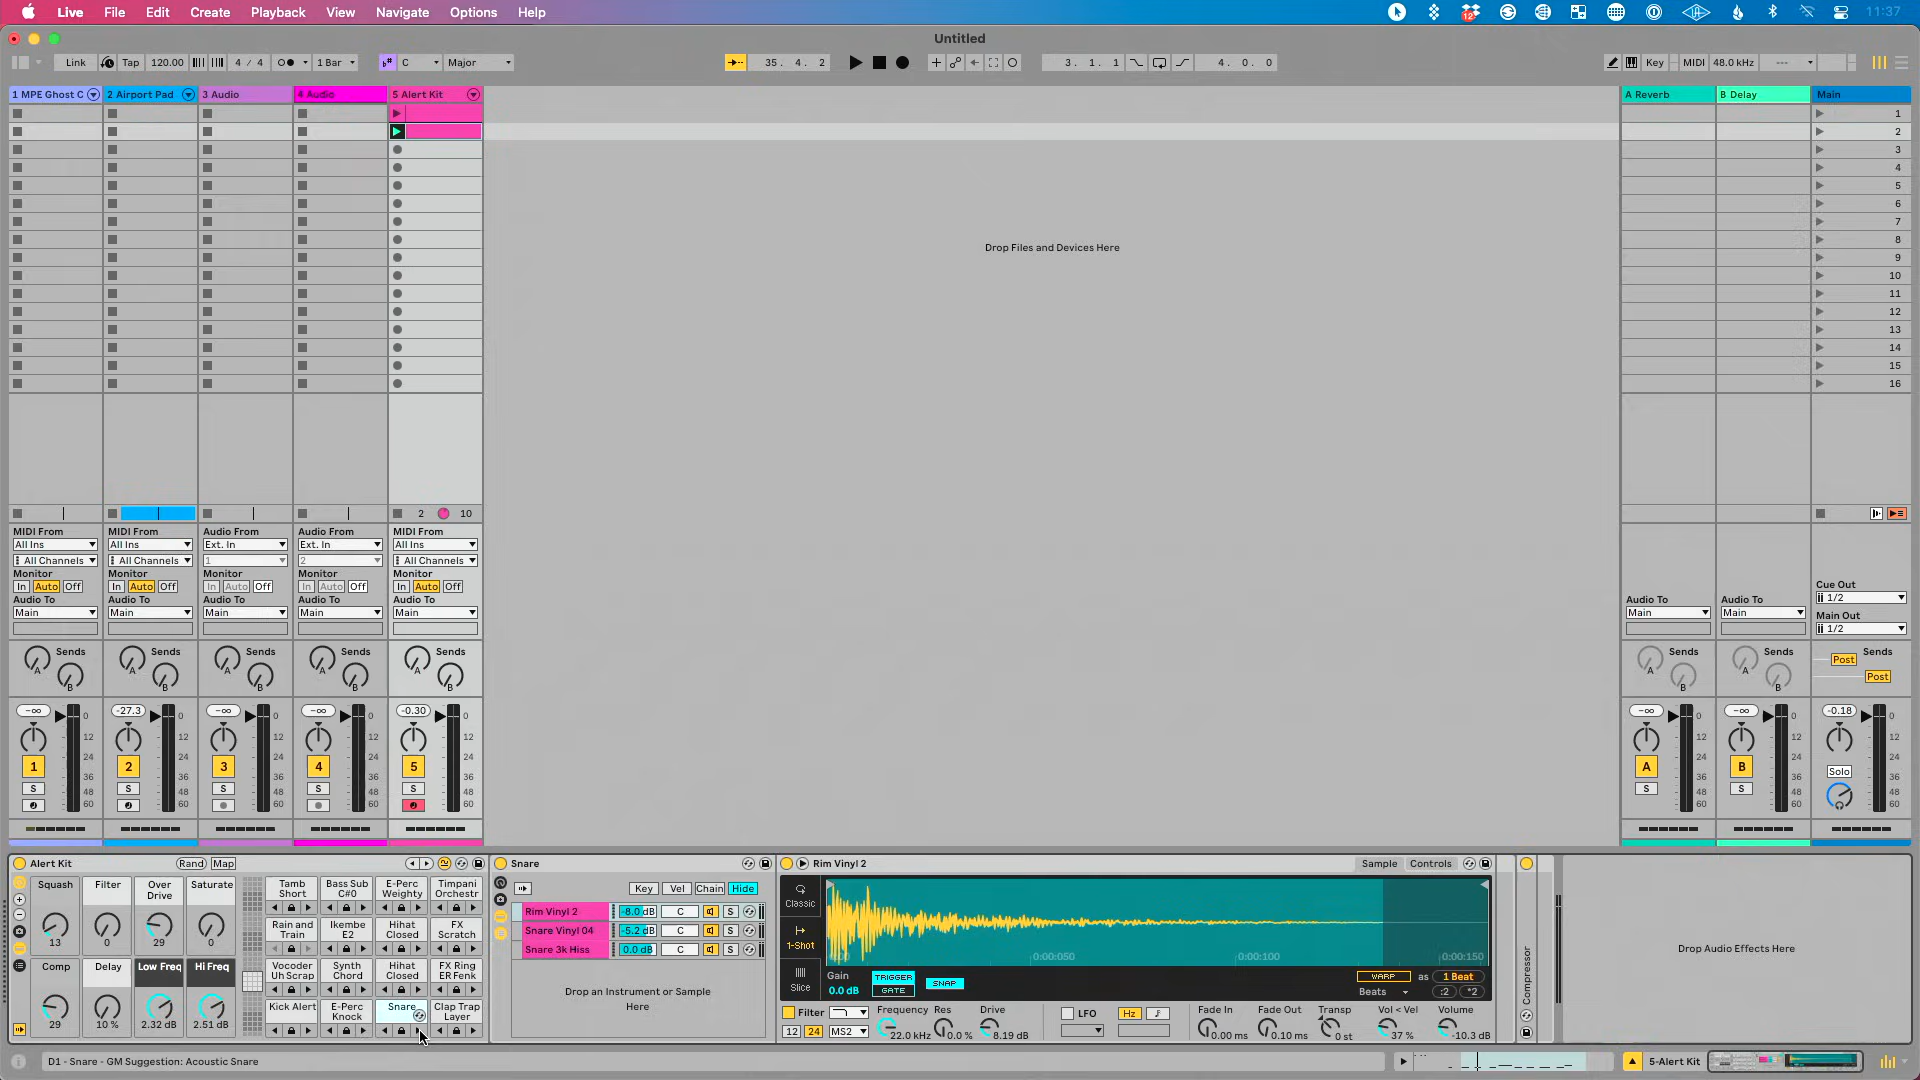 Live File Edit Create Playback View Navigate Options Help 12 11:37
Untitled
Link Tap 120.00 4 / 4 1 Bar C Major 35. 4. 2 3. 1. 1 4. 0. 0 Key MIDI 48.0 kHz ---
1 MPE Ghost C 2 Airport Pad 3 Audio 4 Audio 5 Alert Kit A Reverb B Delay Main
1
2
3
4
5
6
7
8
9
10
11
12
13
14
15
16
Drop Files and Devices Here
2 10
MIDI From MIDI From Audio From Audio From MIDI From
All Ins All Ins Ext. In Ext. In All Ins
All Channels All Channels 1 2 All Channels
Monitor Monitor Monitor Monitor Monitor
In Auto Off In Auto Off In Auto Off In Auto Off In Auto Off
Audio To Audio To Audio To Audio To Audio To Audio To Audio To
Main Main Main Main Main Main Main
Cue Out
1/2
Main Out
1/2
Sends Sends Sends Sends Sends Sends Sends Sends
A A A A A A A Post
B B B B B B B Post
-∞ -27.3 -∞ -∞ -0.30 -∞ -∞ -0.18
0 0 0 0 0 0 0 0
12 12 12 12 12 12 12 12
24 24 24 24 24 24 24 24
1 2 3 4 5 A B Solo
36 36 36 36 36 36 36 36
S S S S S S S
48 48 48 48 48 48 48 48
60 60 60 60 60 60 60 60
Alert Kit Rand Map
Squash Filter Over Drive Saturate
13 0 29 0
Comp Delay Low Freq Hi Freq
29 10 % 2.32 dB 2.51 dB
Tamb Short Bass Sub C#0 E-Perc Weighty Timpani Orchestr
Rain and Train Ikembe E2 Hihat Closed FX Scratch
Vocoder Uh Scrap Synth Chord Hihat Closed FX Ring ER Fenk
Kick Alert E-Perc Knock Snare Clap Trap Layer
Snare
Key Vel Chain Hide
Rim Vinyl 2 -8.0 dB C S
Snare Vinyl 04 -5.2 dB C S
Snare 3k Hiss 0.0 dB C S
Drop an Instrument or Sample
Here
Rim Vinyl 2 Sample Controls
Classic
1-Shot
Slice
0:00:050 0:00:100 0:00:150
Gain
0.0 dB
TRIGGER
GATE
SNAP
WARP as 1 Beat
Beats :2 *2
Filter Frequency Res Drive LFO Hz Fade In Fade Out Transp Vol < Vel Volume
12 24 MS2 22.0 kHz 0.0 % 8.19 dB 0.00 ms 0.10 ms 0 st 37 % -10.3 dB
Compressor
Drop Audio Effects Here
D1 - Snare - GM Suggestion: Acoustic Snare
5-Alert Kit